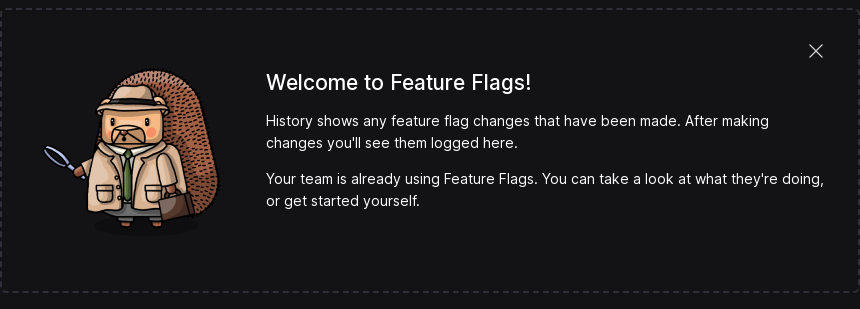 Welcome to Feature Flags!
History shows any feature flag changes that have been made. After making
changes you'll see them logged here.
Your team is already using Feature Flags. You can take a look at what they're doing,
or get started yourself.